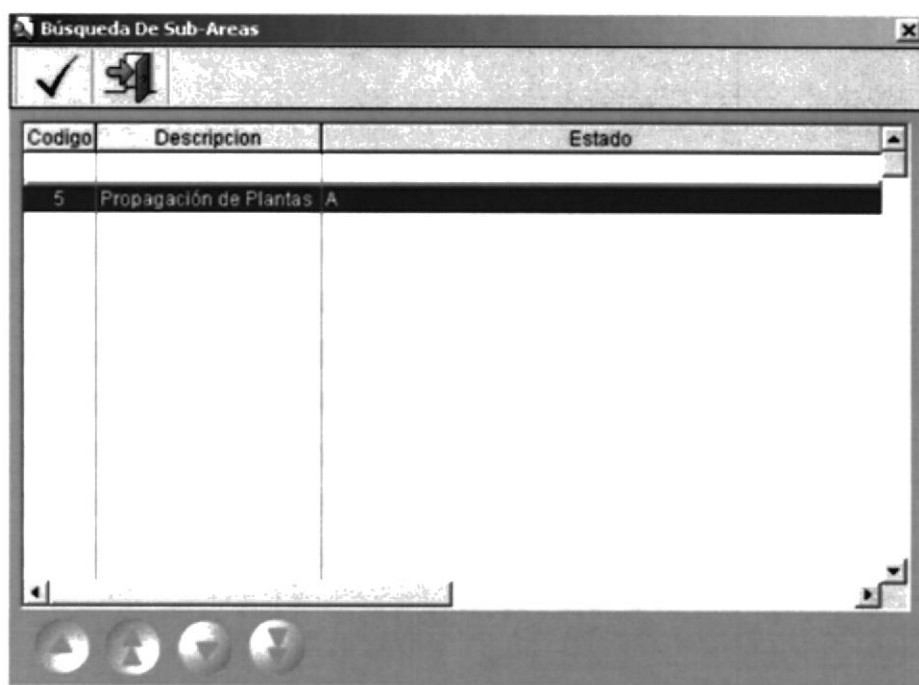 Búsqueda De Sub-Areas
Codigo Descripcion Estado
5 Propagación de Plantas A